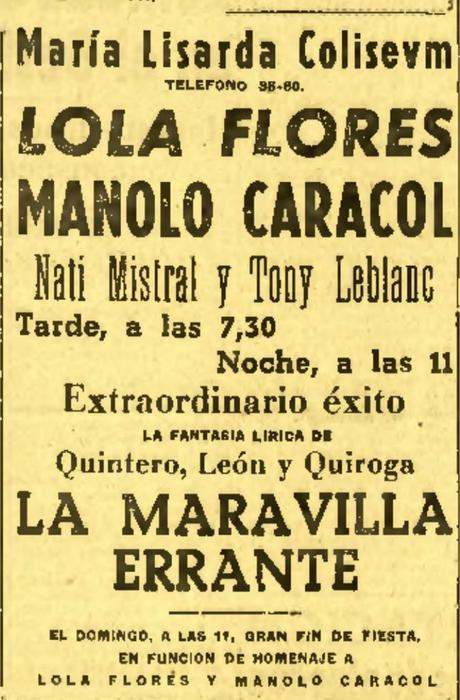 María Lisarda Colisevm
TELEFONO 35-60.
LOLA FLORES
MANOLO CARACOL
Nati Mistral y Tony Leblanc
Tarde, a las 7,30
Noche, a las 11
Extraordinario éxito
LA FANTASIA LIRICA DE
Quintero, León y Quiroga
LA MARAVILLA
ERRANTE
EL DOMINGO, A LAS 11, GRAN FIN DE FIESTA,
EN FUNCION DE HOMENAJE A
LOLA FLORES Y MANOLO CARACOL